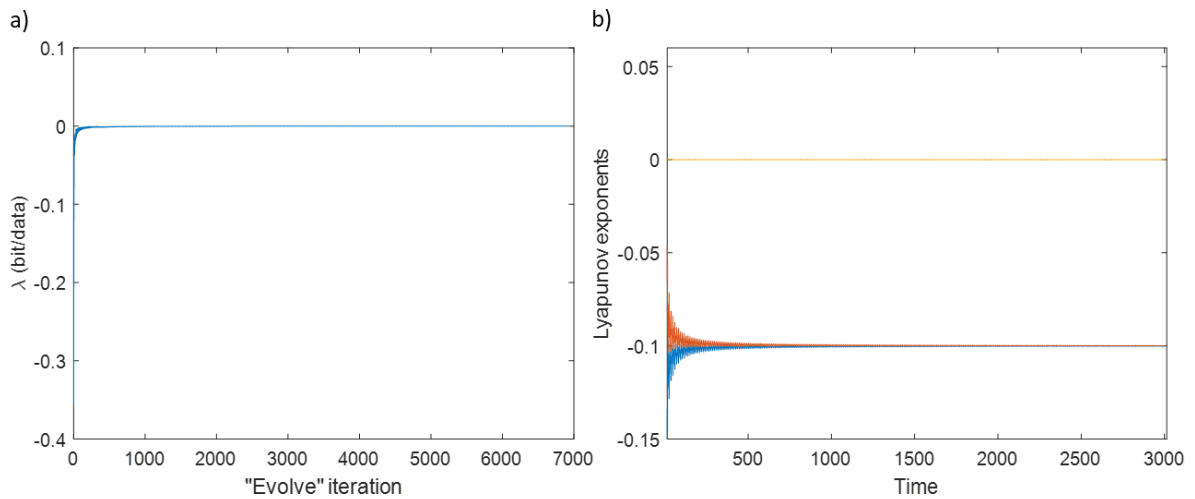 a)
0.1
0
-0.1
-0.2
-0.3
-0.4
λ (bit/data)
0 1000 2000 3000 4000 5000 6000 7000
"Evolve" iteration
b)
0.05
0
-0.05
-0.1
-0.15
Lyapunov exponents
500 1000 1500 2000 2500 3000
Time